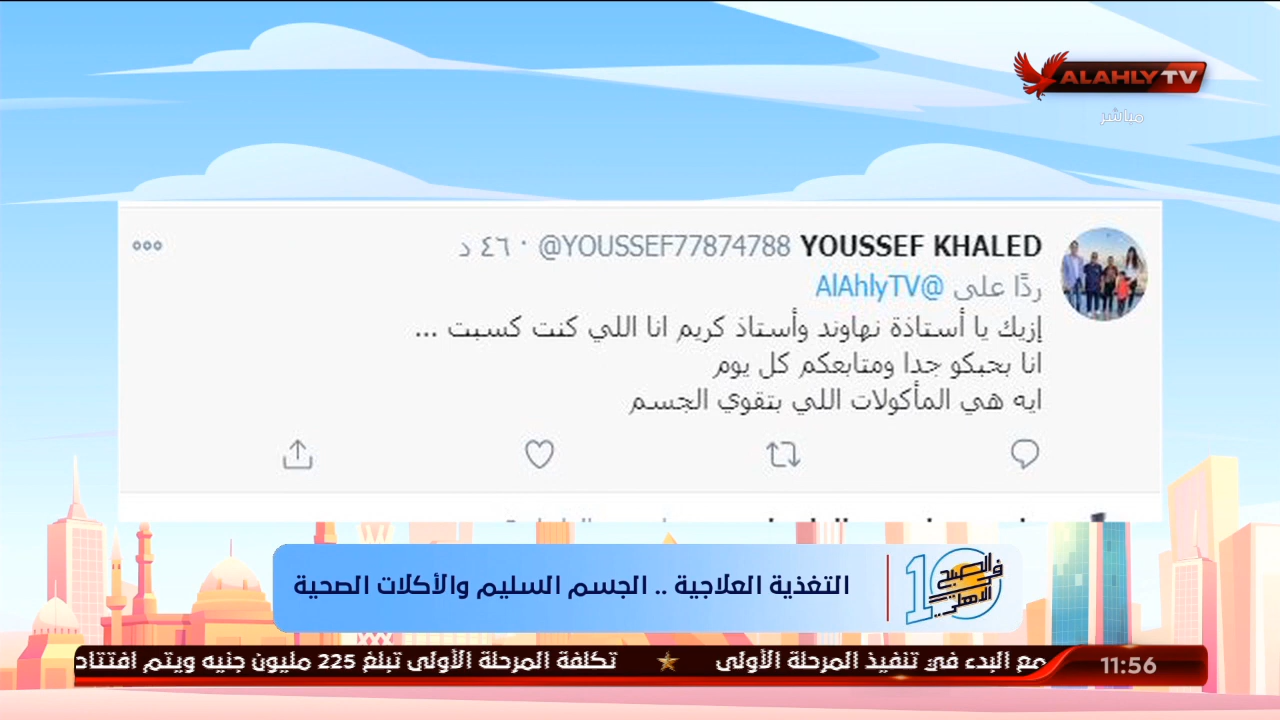 ALAHLY TV
مباشر
YOUSSEF KHALED @YOUSSEF77874788 · ٤٦ د
ردًا على @AlAhlyTV
إزيك يا أستاذة نهاوند وأستاذ كريم انا اللي كنت كسبت ...
انا بحبكو جدا ومتابعكم كل يوم
ايه هي المأكولات اللي بتقوي الجسم
10 في الصبح الاهلي..
التغذية العلاجية .. الجسم السليم والأكلات الصحية
مع البدء في تنفيذ المرحلة الأولى ★ تكلفة المرحلة الأولى تبلغ 225 مليون جنيه ويتم افتتاح
11:56